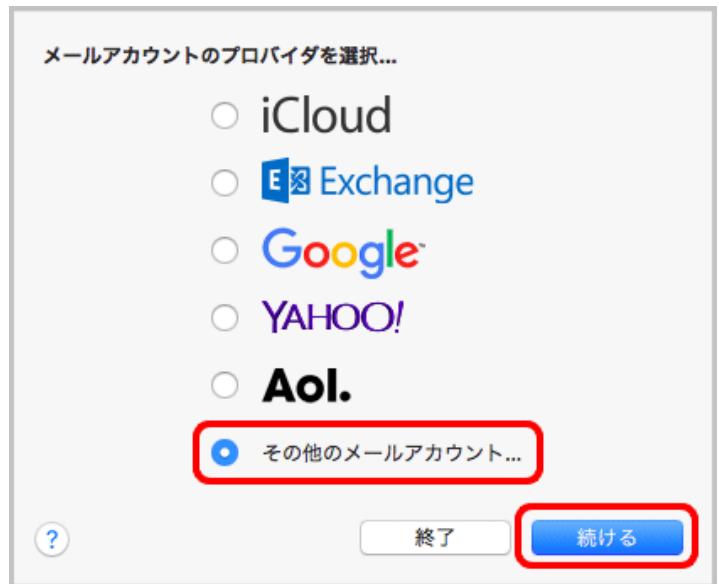 メールアカウントのプロバイダを選択...
iCloud
E Exchange
Google™
YAHOO!
Aol.
その他のメールアカウント...
? 終了 続ける